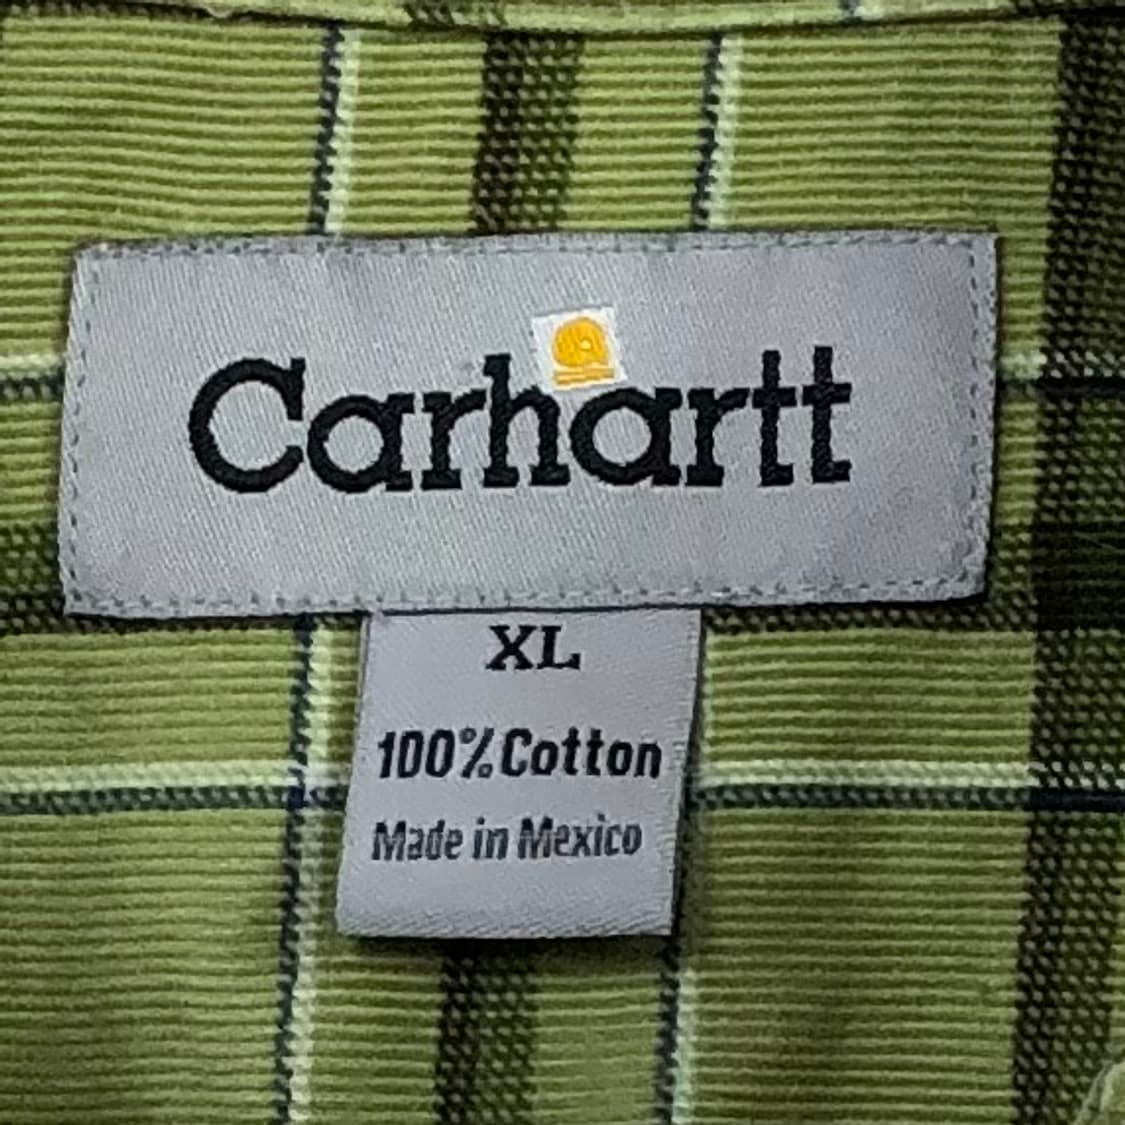 Carhartt
XL
100% Cotton
Made in Mexico